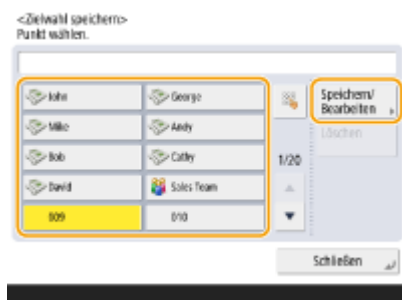 <Zielwahl speichern>
Punkt wählen.
John
George
Speichern/
Bearbeiten
Mike
Andy
Löschen
Bob
Cathy
1/20
David
Sales Team
009
010
Schließen